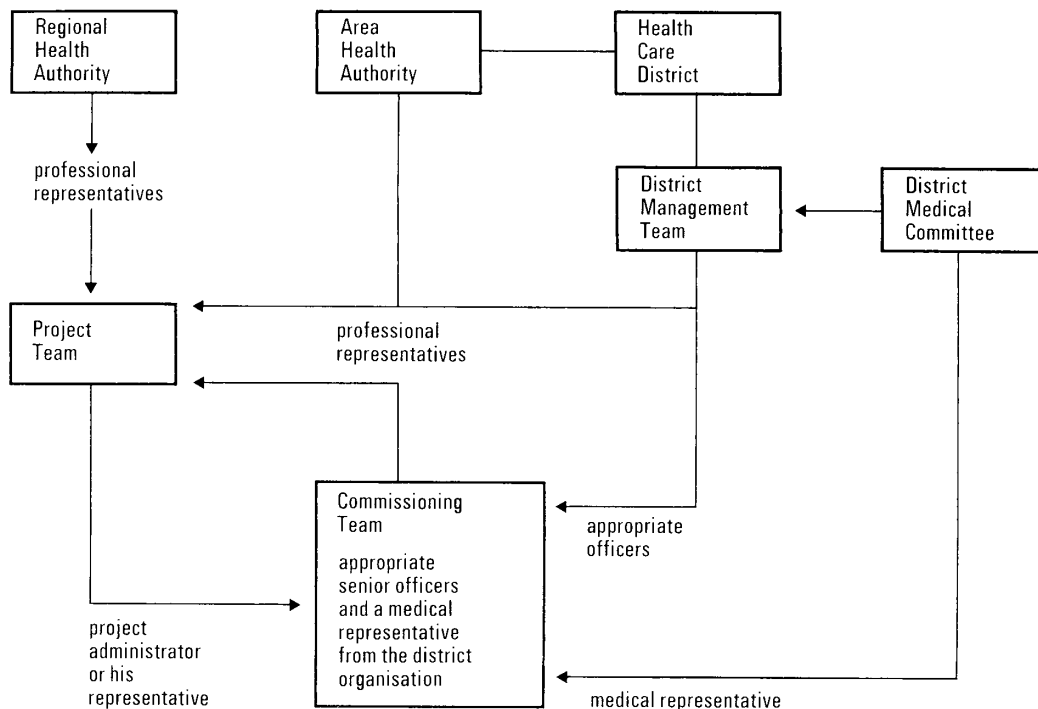 Regional
Health
Authority
Area
Health
Authority
Health
Care
District
professional
representatives
District
Management
Team
District
Medical
Committee
Project
Team
professional
representatives
Commissioning
Team
appropriate
senior officers
and a medical
representative
from the district
organisation
appropriate
officers
project
administrator
or his
representative
medical representative